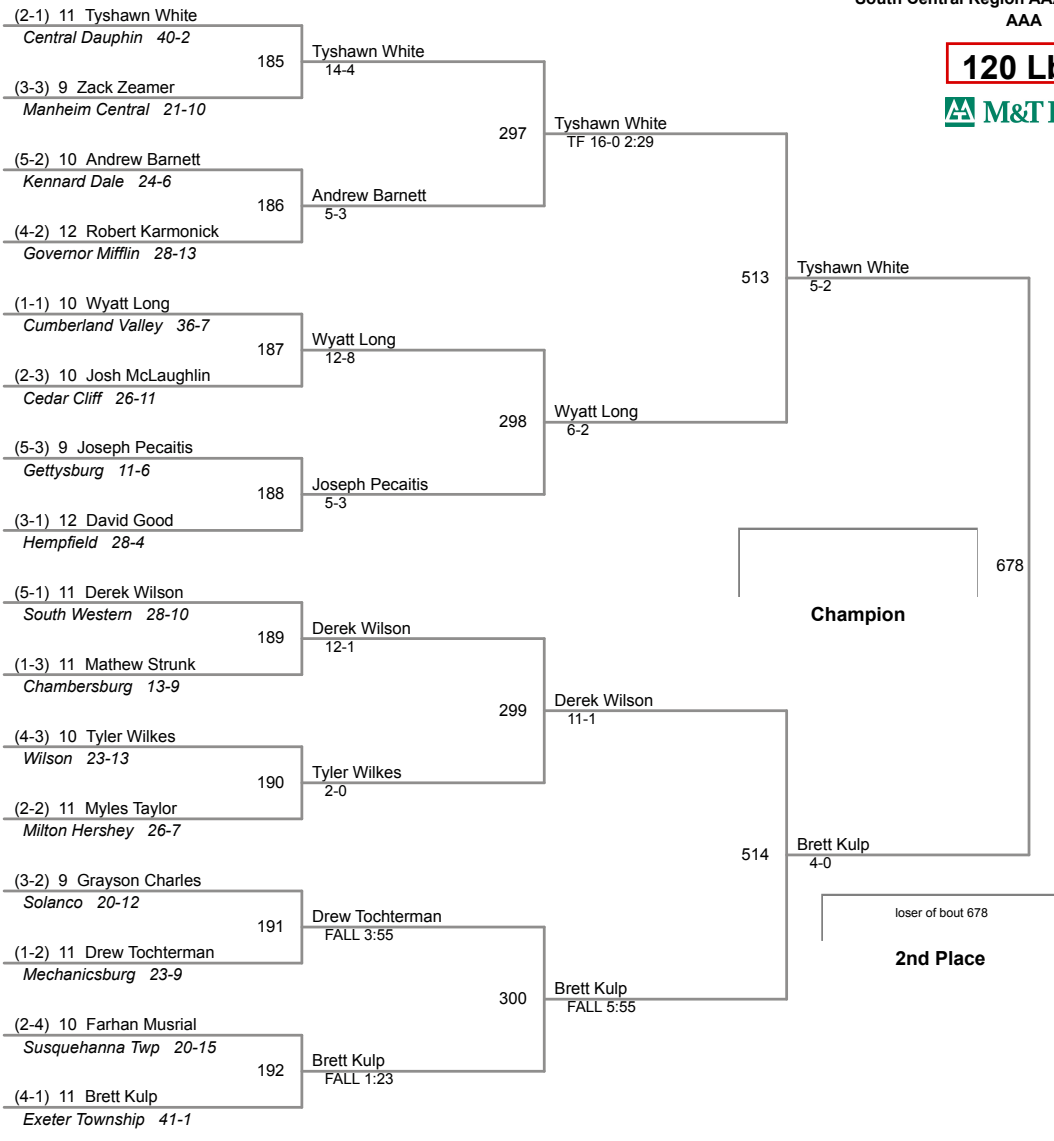 South Central Region AAA
AAA
120 Lb
M&T
(2-1) 11 Tyshawn White
Central Dauphin 40-2
185
(3-3) 9 Zack Zeamer
Manheim Central 21-10
Tyshawn White
14-4
(5-2) 10 Andrew Barnett
Kennard Dale 24-6
186
(4-2) 12 Robert Karmonick
Governor Mifflin 28-13
Andrew Barnett
5-3
297
Tyshawn White
TF 16-0 2:29
(1-1) 10 Wyatt Long
Cumberland Valley 36-7
187
(2-3) 10 Josh McLaughlin
Cedar Cliff 26-11
Wyatt Long
12-8
(5-3) 9 Joseph Pecaitis
Gettysburg 11-6
188
(3-1) 12 David Good
Hempfield 28-4
Joseph Pecaitis
5-3
298
Wyatt Long
6-2
513
Tyshawn White
5-2
(5-1) 11 Derek Wilson
South Western 28-10
189
(1-3) 11 Mathew Strunk
Chambersburg 13-9
Derek Wilson
12-1
(4-3) 10 Tyler Wilkes
Wilson 23-13
190
(2-2) 11 Myles Taylor
Milton Hershey 26-7
Tyler Wilkes
2-0
299
Derek Wilson
11-1
(3-2) 9 Grayson Charles
Solanco 20-12
191
(1-2) 11 Drew Tochterman
Mechanicsburg 23-9
Drew Tochterman
FALL 3:55
(2-4) 10 Farhan Musrial
Susquehanna Twp 20-15
192
(4-1) 11 Brett Kulp
Exeter Township 41-1
Brett Kulp
FALL 1:23
300
Brett Kulp
FALL 5:55
514
Brett Kulp
4-0
678
Champion
loser of bout 678
2nd Place